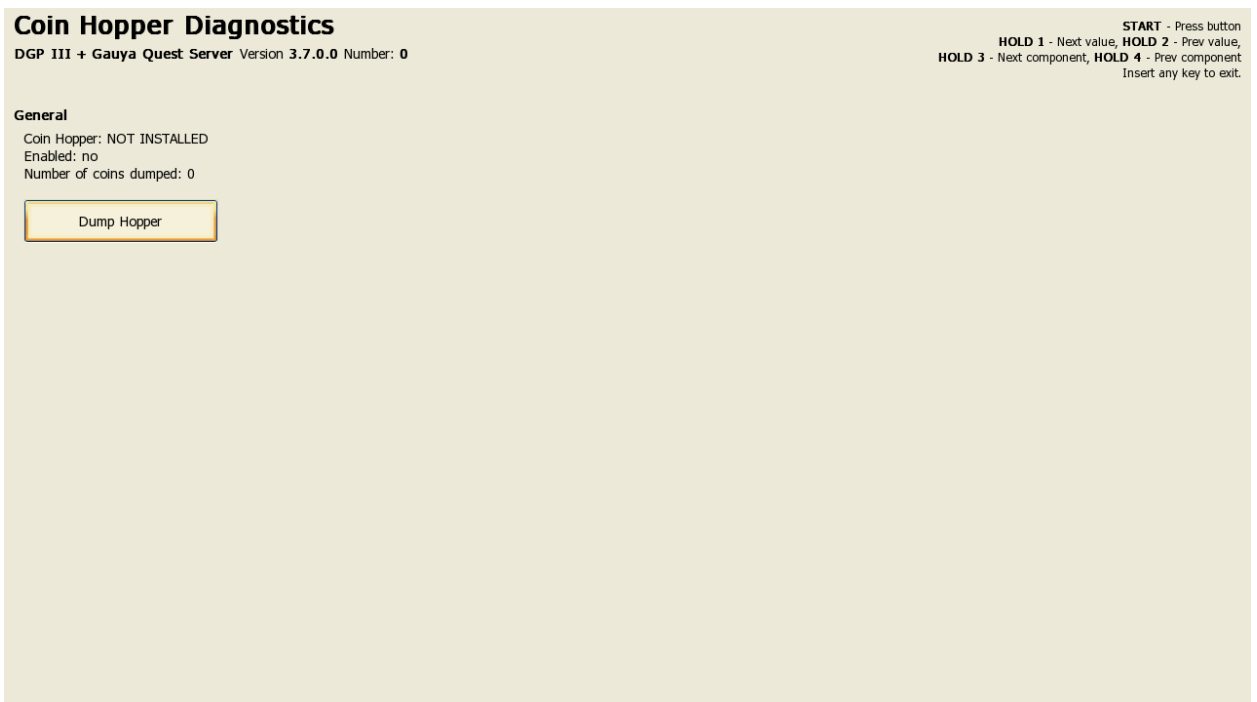 Coin Hopper Diagnostics
DGP III + Gauya Quest Server Version 3.7.0.0 Number: 0
START - Press button
HOLD 1 - Next value, HOLD 2 - Prev value,
HOLD 3 - Next component, HOLD 4 - Prev component
Insert any key to exit.
General
Coin Hopper: NOT INSTALLED
Enabled: no
Number of coins dumped: 0
Dump Hopper